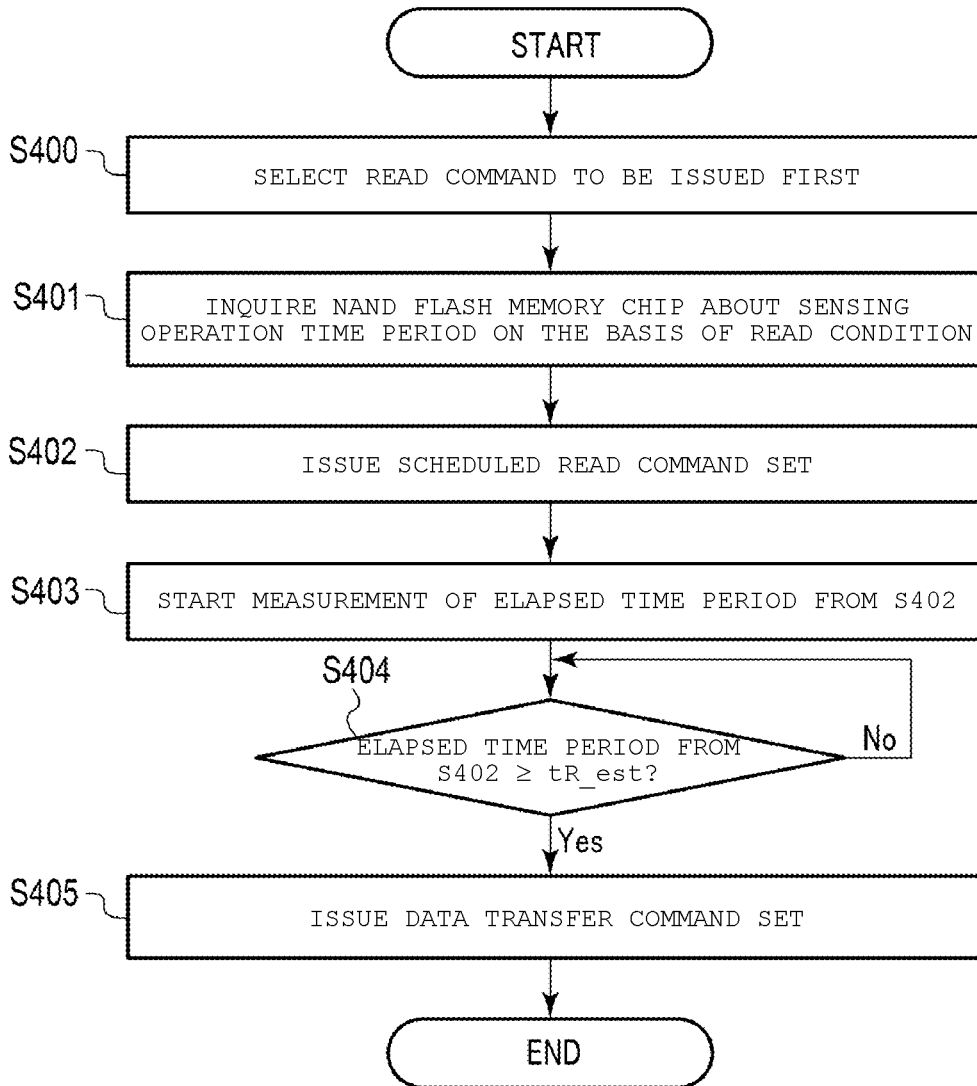 START
S400
SELECT READ COMMAND TO BE ISSUED FIRST
S401
INQUIRE NAND FLASH MEMORY CHIP ABOUT SENSING
OPERATION TIME PERIOD ON THE BASIS OF READ CONDITION
S402
ISSUE SCHEDULED READ COMMAND SET
S403
START MEASUREMENT OF ELAPSED TIME PERIOD FROM S402
S404
ELAPSED TIME PERIOD FROM
S402 ≥ tR_est?
No
Yes
S405
ISSUE DATA TRANSFER COMMAND SET
END